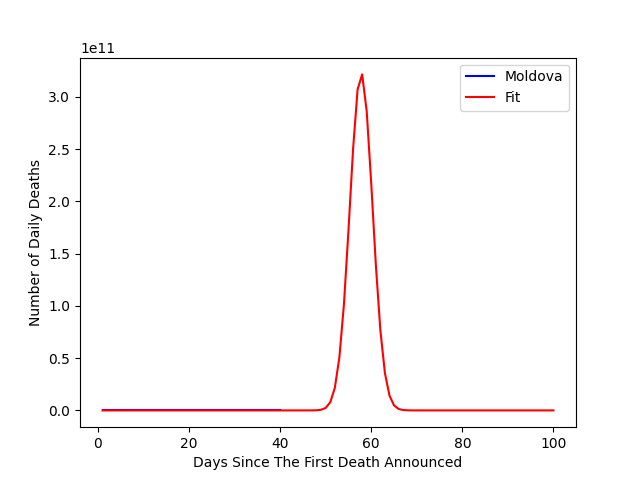 1e11
Moldova
Fit
3.0
2.5
2.0
1.5
1.0
0.5
0.0
Number of Daily Deaths
0 20 40 60 80 100
Days Since The First Death Announced